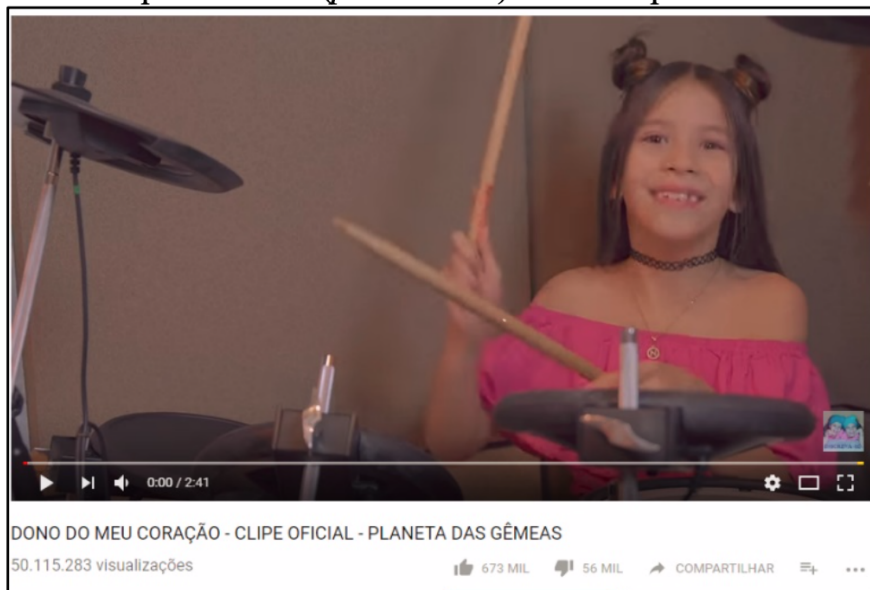 0:00 / 2:41
DONO DO MEU CORAÇÃO - CLIPE OFICIAL - PLANETA DAS GÊMEAS
50.115.283 visualizações
673 MIL
56 MIL
COMPARTILHAR